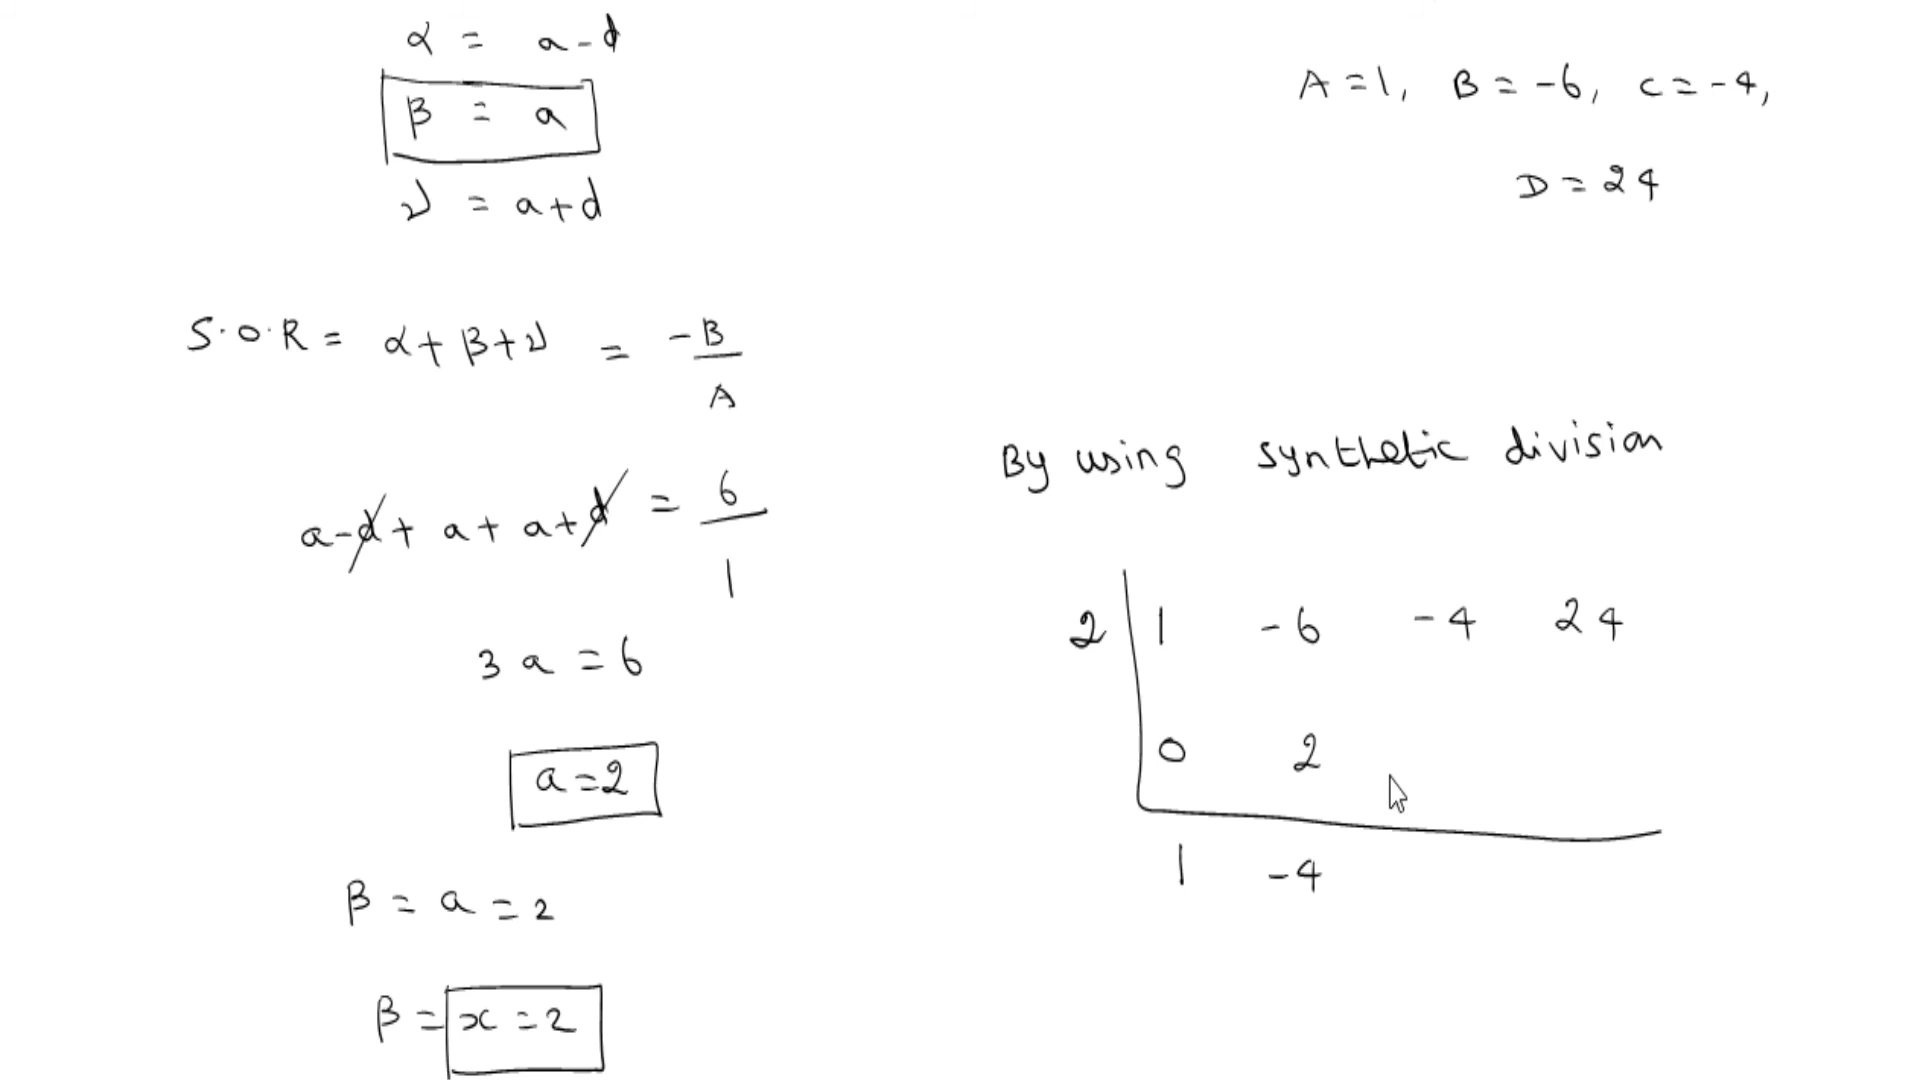 α = a-d
β = a
γ = a+d
S.O.R = α+β+γ = -B/A
a-d+ a+ a+d = 6/1
3a = 6
a=2
β = a = 2
β = x=2
A=1, B=-6, C=-4,
D=24
By using synthetic division
2 | 1 -6 -4 24
0 2
1 -4